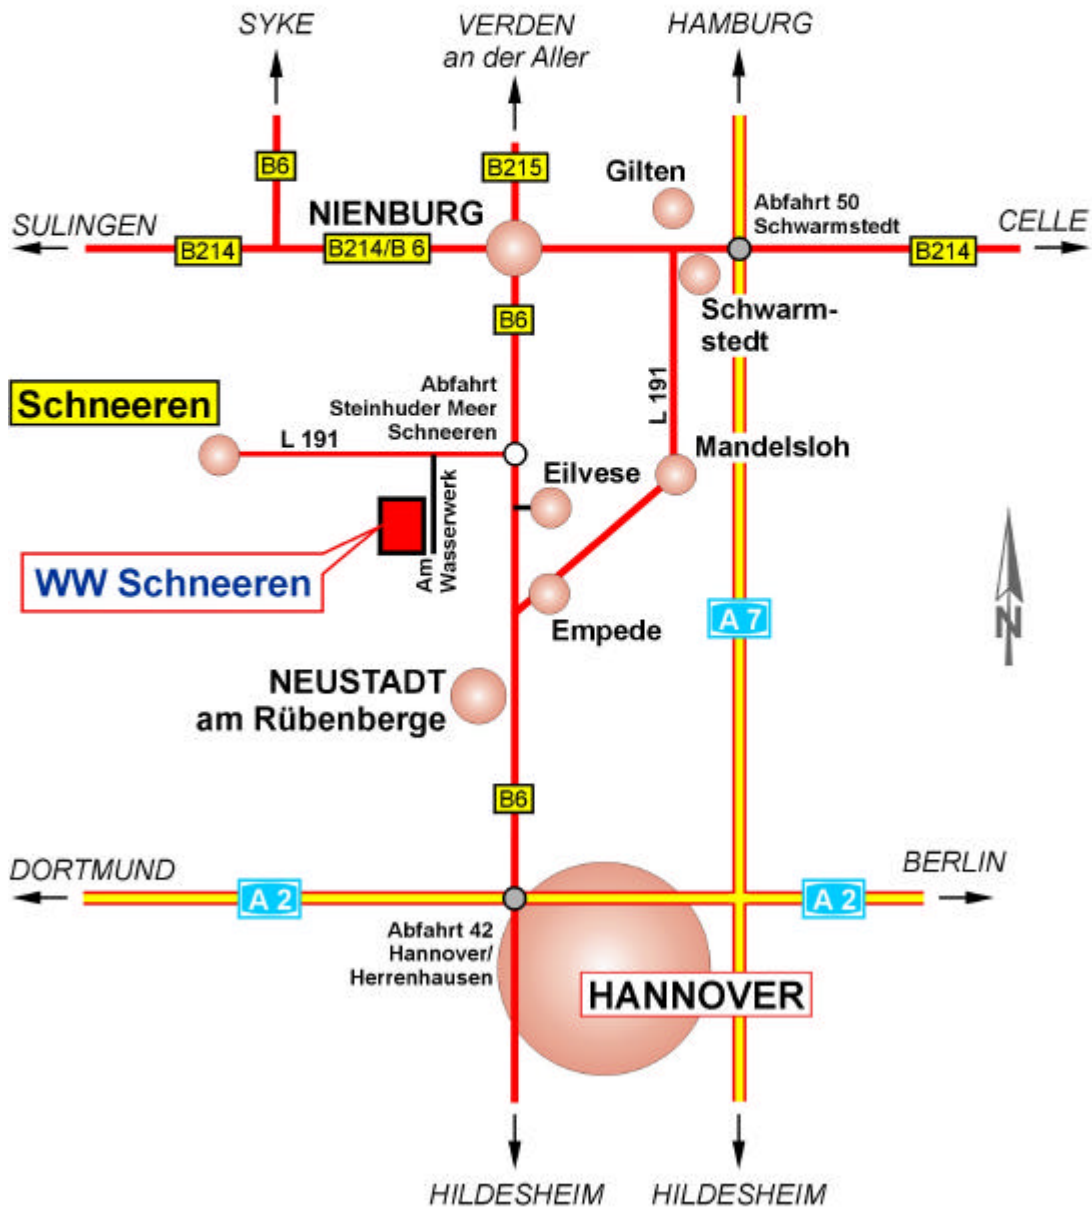 SYKE
VERDEN
an der Aller
HAMBURG
B6
B215
Gilten
Abfahrt 50
Schwarmstedt
SULINGEN
NIENBURG
CELLE
B214
B214/B 6
B214
Schwarm-
stedt
B6
L 191
Schneeren
Abfahrt
Steinhuder Meer
Schneeren
L 191
Mandelsloh
Eilvese
Am
Wasserwerk
WW Schneeren
Empede
A 7
N
NEUSTADT
am Rübenberge
B6
DORTMUND
BERLIN
A 2
A 2
Abfahrt 42
Hannover/
Herrenhausen
HANNOVER
HILDESHEIM
HILDESHEIM